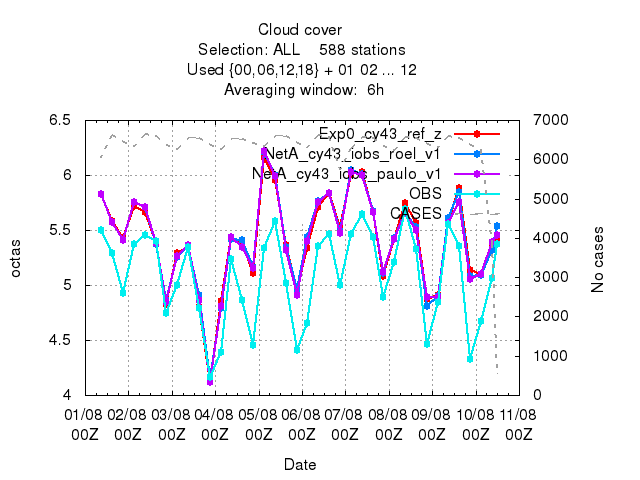 Cloud cover
Selection: ALL 588 stations
Used {00,06,12,18} + 01 02 ... 12
Averaging window: 6h
6.5
6
5.5
5
4.5
4
octas
7000
6000
5000
4000
3000
2000
1000
0
No cases
Exp0_cy43_ref_z
NetA_cy43_iobs_roel_v1
NetA_cy43_iobs_paulo_v1
OBS
CASES
01/08 02/08 03/08 04/08 05/08 06/08 07/08 08/08 09/08 10/08 11/08
00Z 00Z 00Z 00Z 00Z 00Z 00Z 00Z 00Z 00Z 00Z
Date